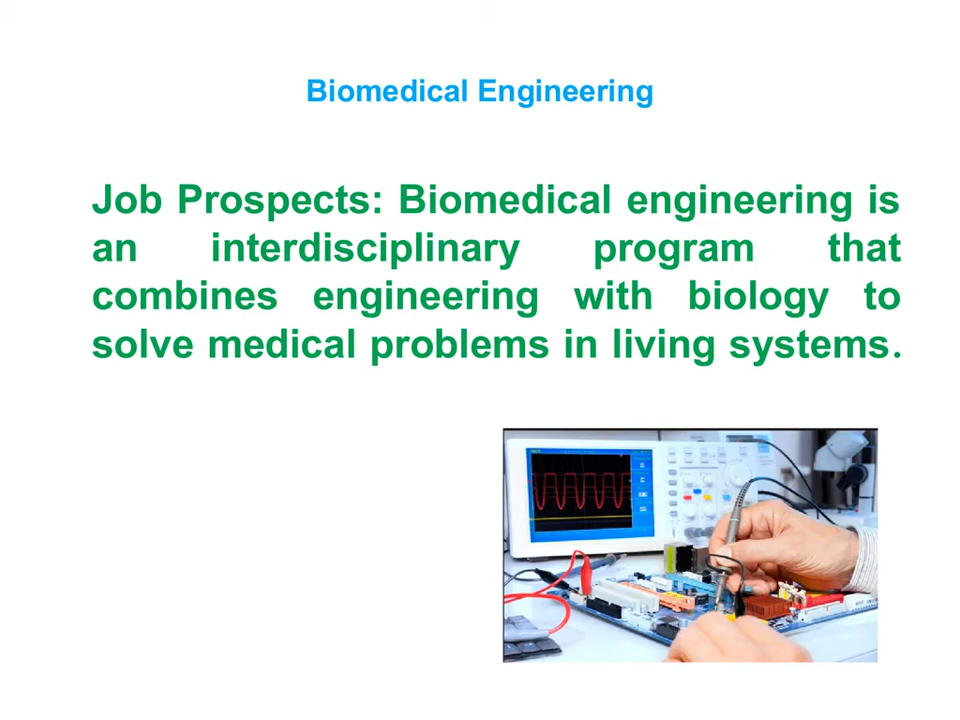 Biomedical Engineering
Job Prospects: Biomedical engineering is
an interdisciplinary program that
combines engineering with biology to
solve medical problems in living systems.